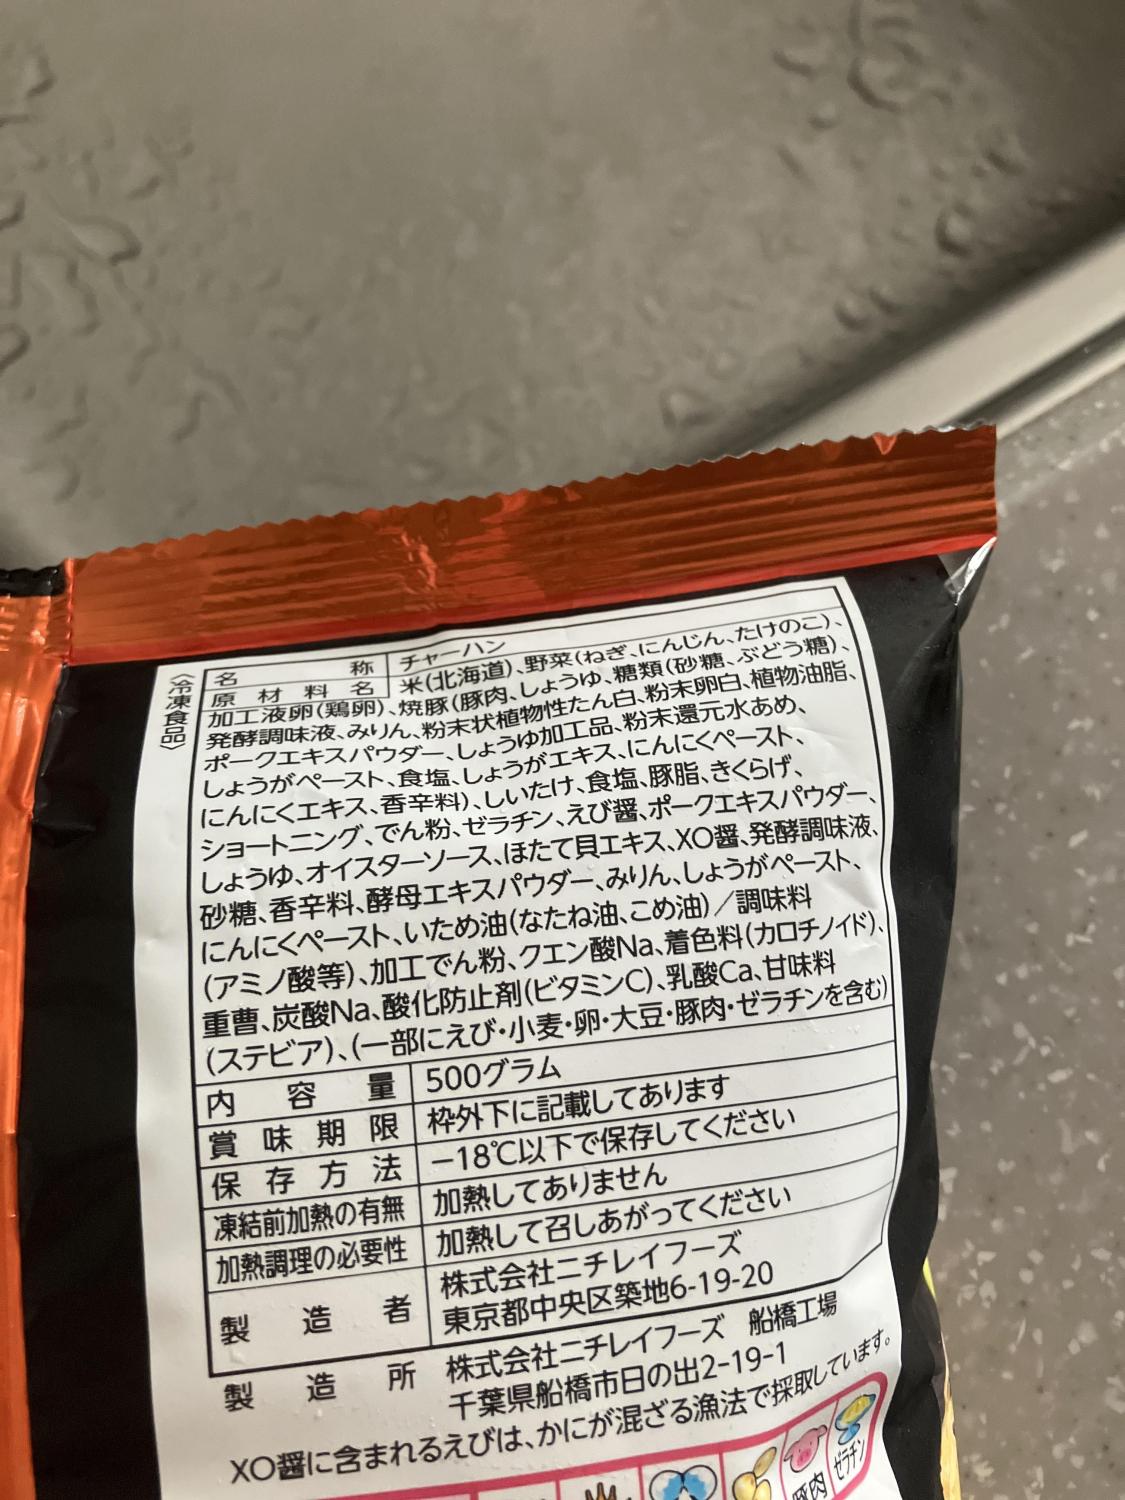 〈冷凍食品〉
名称 チャーハン
原材料名 米(北海道)、野菜(ねぎ、にんじん、たけのこ)、
加工液卵(鶏卵)、焼豚(豚肉、しょうゆ、糖類(砂糖、ぶどう糖)、
発酵調味液、みりん、粉末状植物性たん白、粉末卵白、植物油脂、
ポークエキスパウダー、しょうゆ加工品、粉末還元水あめ、
しょうがペースト、食塩、しょうがエキス、にんにくペースト、
にんにくエキス、香辛料)、しいたけ、食塩、豚脂、きくらげ、
ショートニング、でん粉、ゼラチン、えび醤、ポークエキスパウダー、
しょうゆ、オイスターソース、ほたて貝エキス、XO醤、発酵調味液、
砂糖、香辛料、酵母エキスパウダー、みりん、しょうがペースト、
にんにくペースト、いため油(なたね油、こめ油)/調味料
(アミノ酸等)、加工でん粉、クエン酸Na、着色料(カロチノイド)、
重曹、炭酸Na、酸化防止剤(ビタミンC)、乳酸Ca、甘味料
(ステビア)、(一部にえび・小麦・卵・大豆・豚肉・ゼラチンを含む)
内容量 500グラム
賞味期限 枠外下に記載してあります
保存方法 −18℃以下で保存してください
凍結前加熱の有無 加熱してありません
加熱調理の必要性 加熱して召しあがってください
製造者 株式会社ニチレイフーズ
東京都中央区築地6-19-20
製造所 株式会社ニチレイフーズ 船橋工場
千葉県船橋市日の出2-19-1
XO醤に含まれるえびは、かにが混ざる漁法で採取しています。
豚肉 ゼラチン